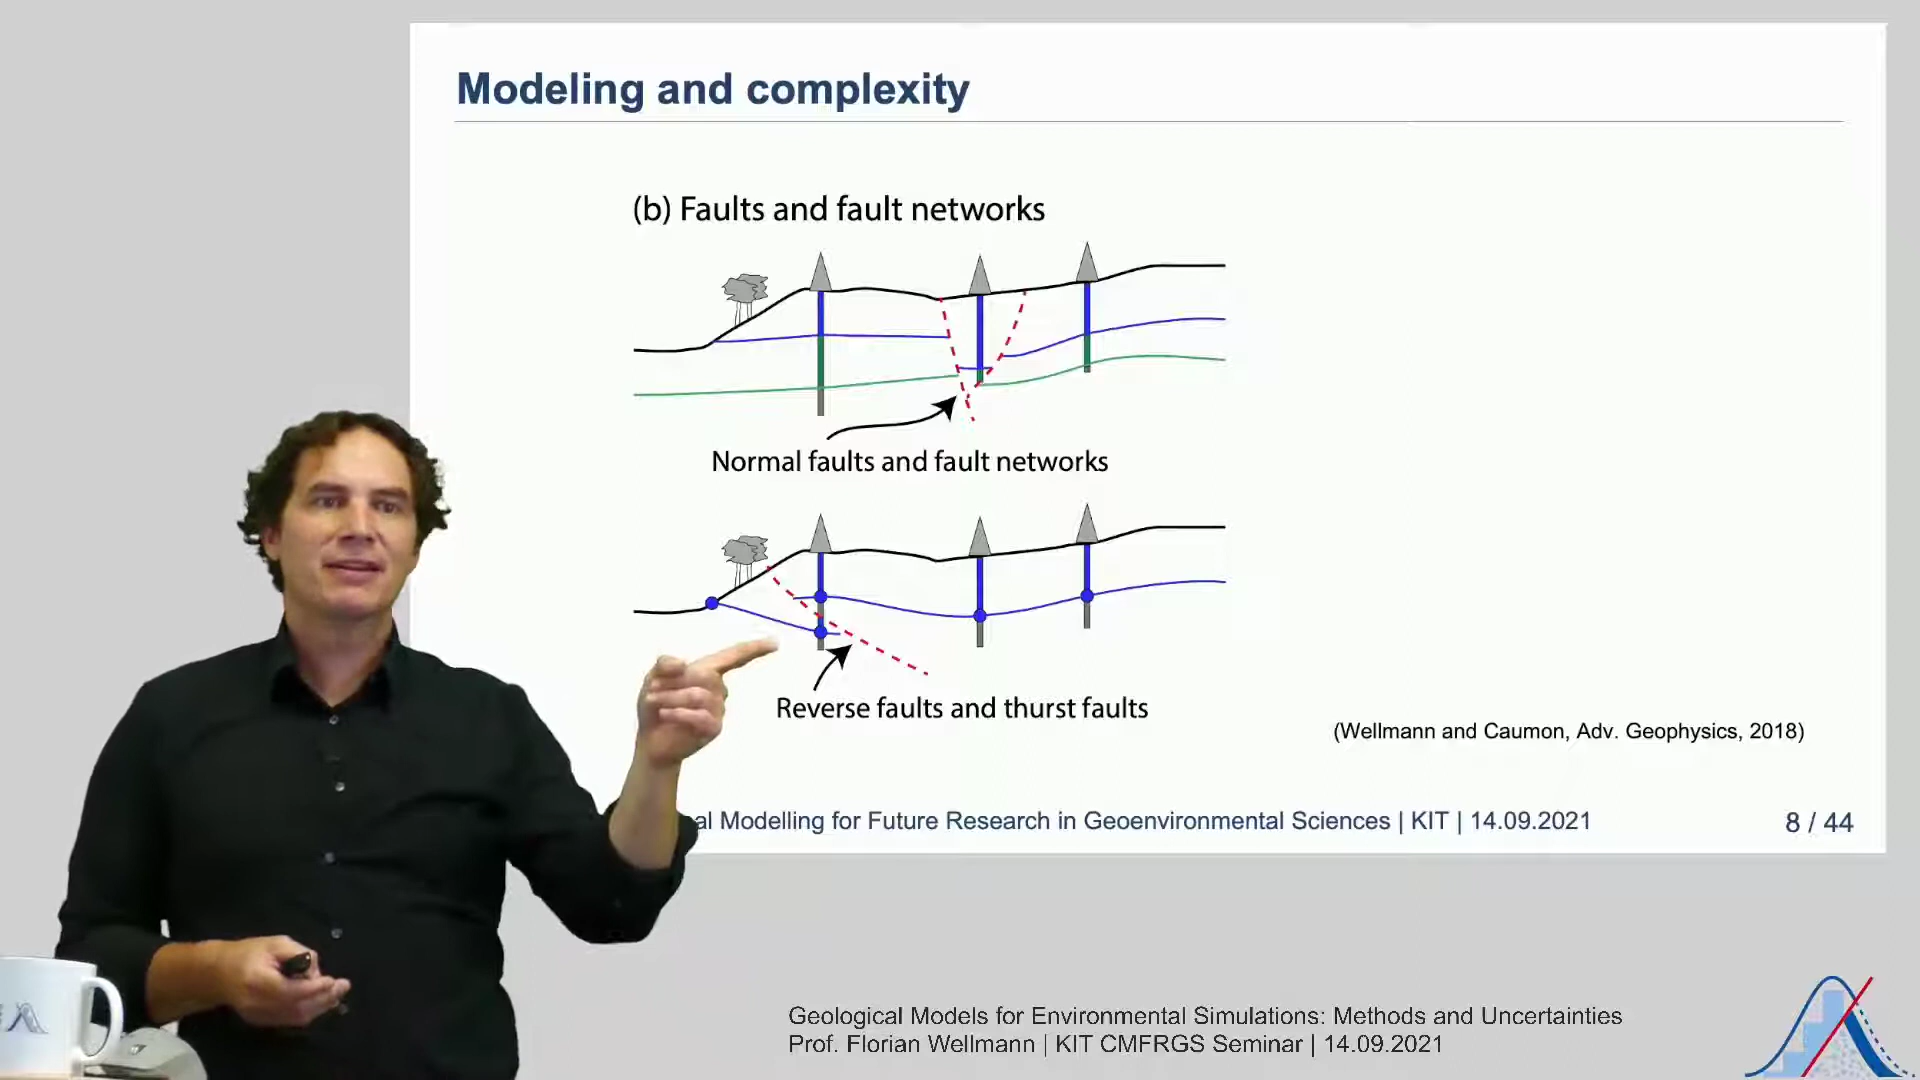 Modeling and complexity
(b) Faults and fault networks
Normal faults and fault networks
Reverse faults and thurst faults
(Wellmann and Caumon, Adv. Geophysics, 2018)
al Modelling for Future Research in Geoenvironmental Sciences | KIT | 14.09.2021
8 / 44
Geological Models for Environmental Simulations: Methods and Uncertainties
Prof. Florian Wellmann | KIT CMFRGS Seminar | 14.09.2021